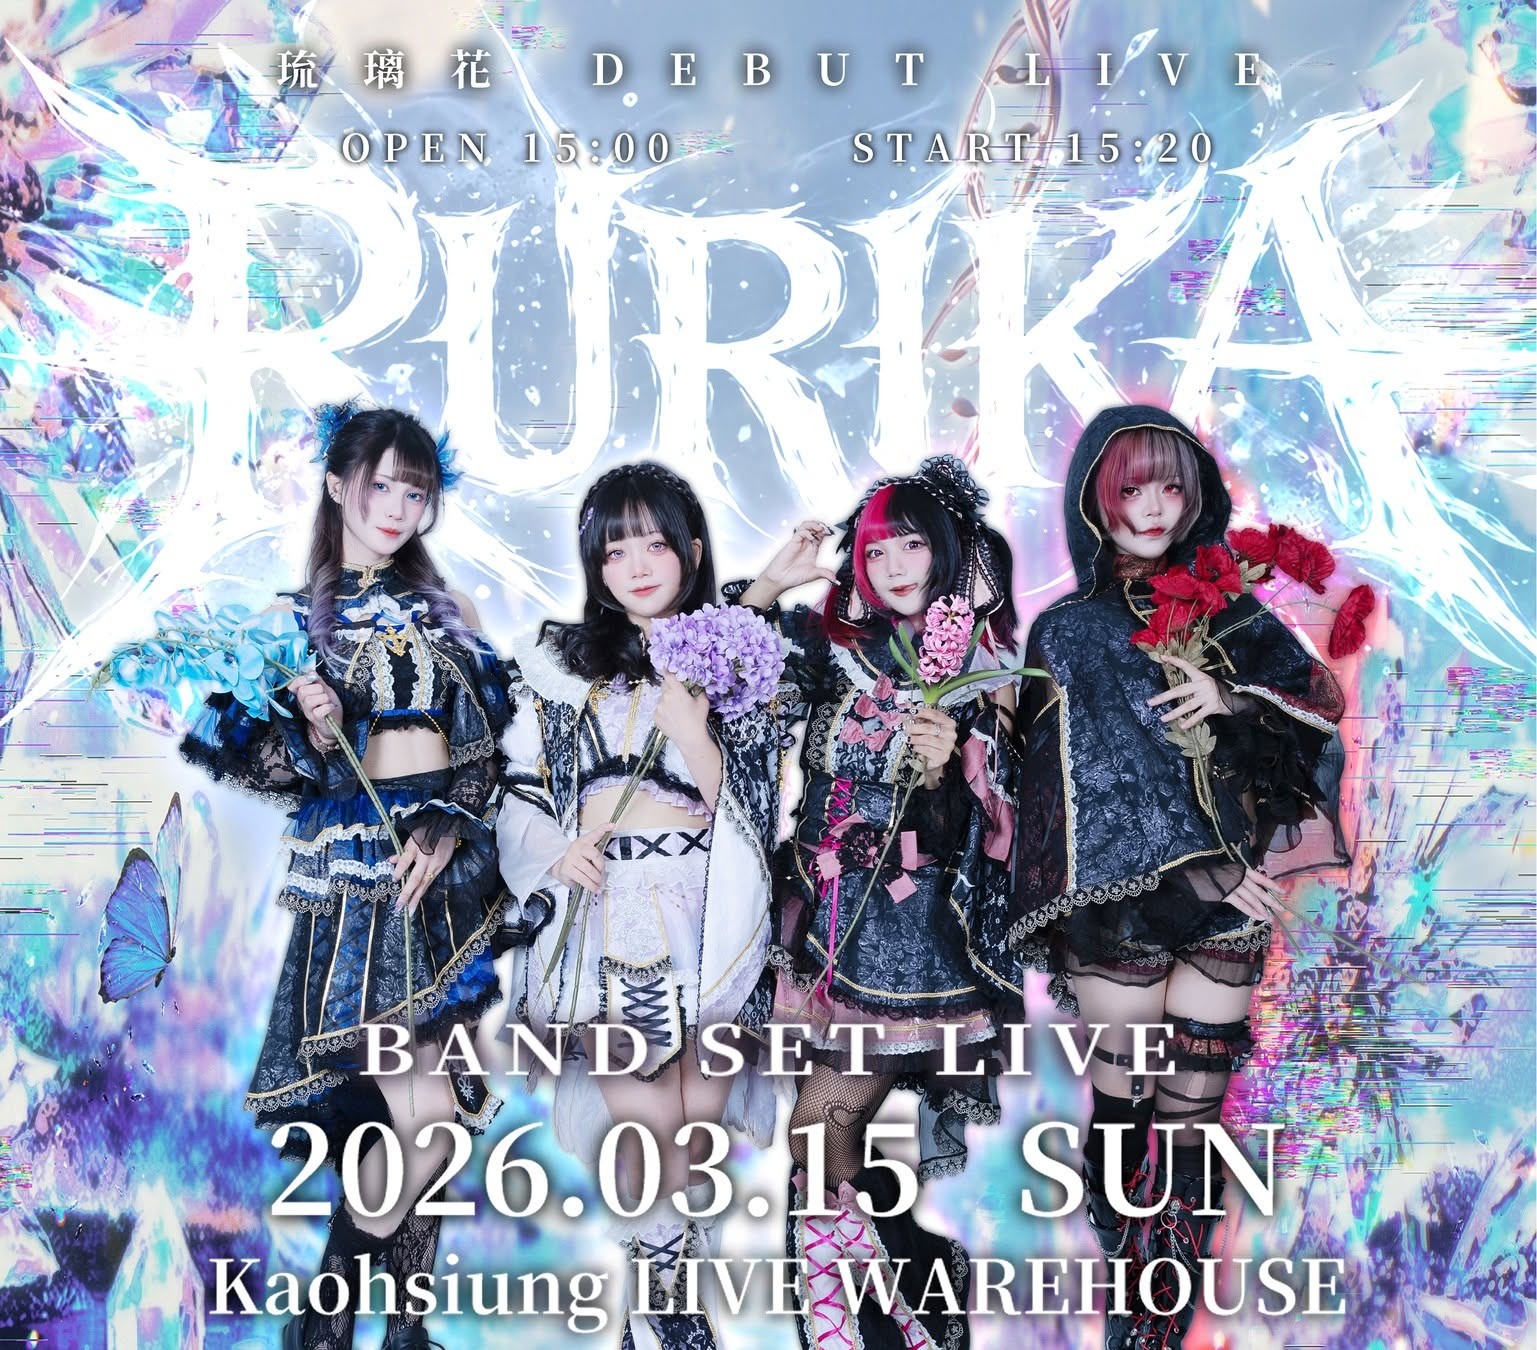 琉璃花 DEBUT LIVE
OPEN 15:00 START 15:20
RURIKA
BAND SET LIVE
2026.03.15 SUN
Kaohsiung LIVE WAREHOUSE